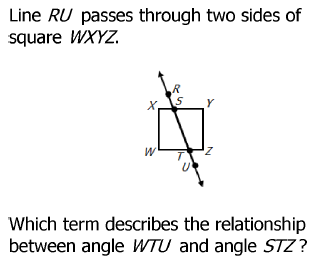 Line RU passes through two sides of
square WXYZ.
R
X S Y
W T Z
U
Which term describes the relationship
between angle WTU and angle STZ?